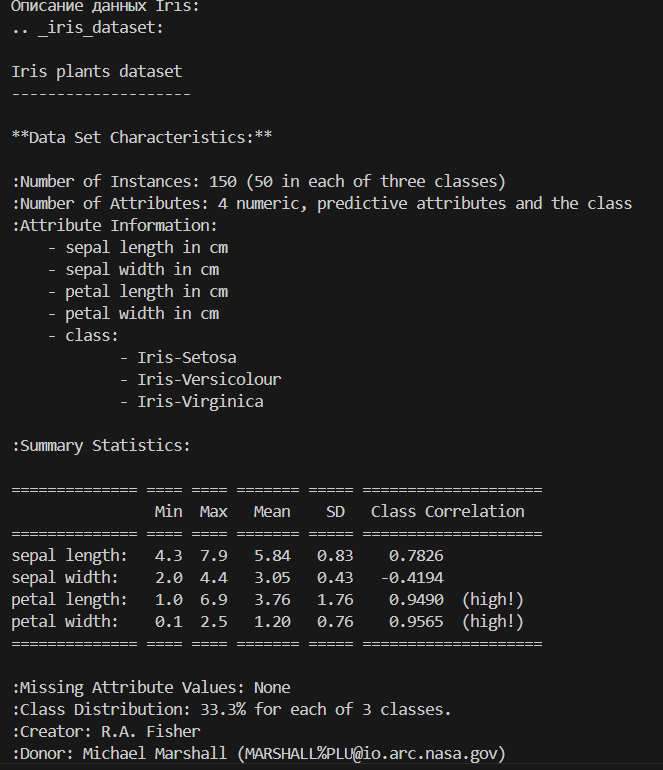 Описание данных Iris:
.. _iris_dataset:

Iris plants dataset
--------------------

**Data Set Characteristics:**

:Number of Instances: 150 (50 in each of three classes)
:Number of Attributes: 4 numeric, predictive attributes and the class
:Attribute Information:
    - sepal length in cm
    - sepal width in cm
    - petal length in cm
    - petal width in cm
    - class:
            - Iris-Setosa
            - Iris-Versicolour
            - Iris-Virginica

:Summary Statistics:

============== ==== ==== ======= ===== ====================
                Min  Max   Mean    SD   Class Correlation
============== ==== ==== ======= ===== ====================
sepal length:   4.3  7.9   5.84   0.83    0.7826
sepal width:    2.0  4.4   3.05   0.43   -0.4194
petal length:   1.0  6.9   3.76   1.76    0.9490  (high!)
petal width:    0.1  2.5   1.20   0.76    0.9565  (high!)
============== ==== ==== ======= ===== ====================

:Missing Attribute Values: None
:Class Distribution: 33.3% for each of 3 classes.
:Creator: R.A. Fisher
:Donor: Michael Marshall (MARSHALL%PLU@io.arc.nasa.gov)